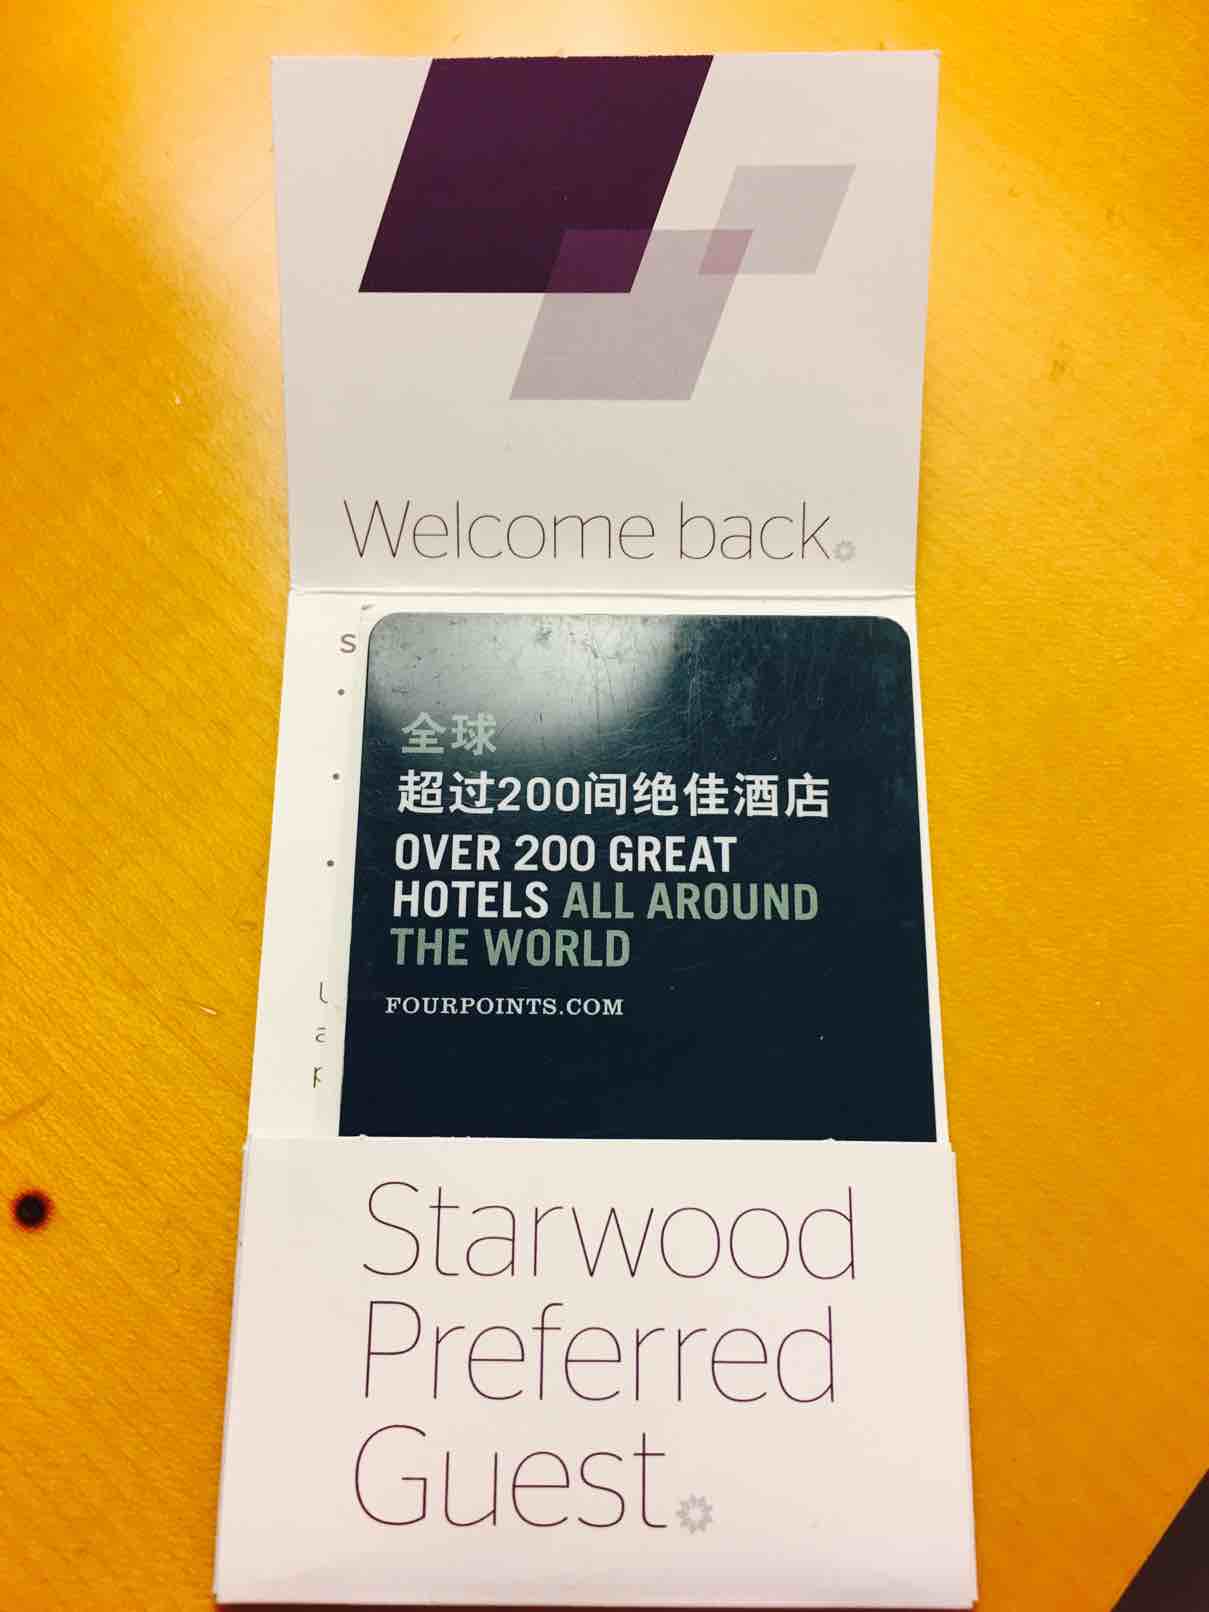 Welcome back.
全球
超过200间绝佳酒店
OVER 200 GREAT
HOTELS ALL AROUND
THE WORLD
FOURPOINTS.COM
Starwood
Preferred
Guest.